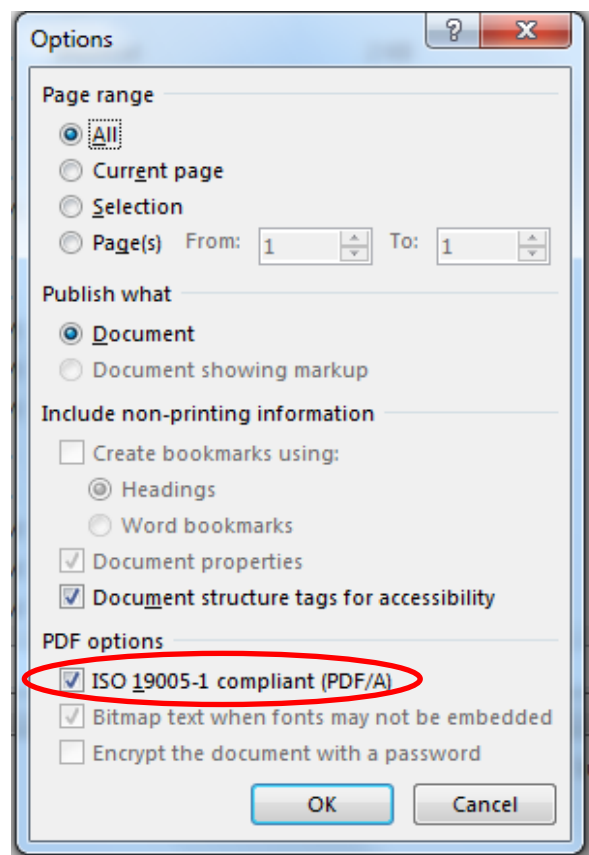 Options
Page range
All
Current page
Selection
Page(s) From: 1 To: 1
Publish what
Document
Document showing markup
Include non-printing information
Create bookmarks using:
Headings
Word bookmarks
Document properties
Document structure tags for accessibility
PDF options
ISO 19005-1 compliant (PDF/A)
Bitmap text when fonts may not be embedded
Encrypt the document with a password
OK Cancel